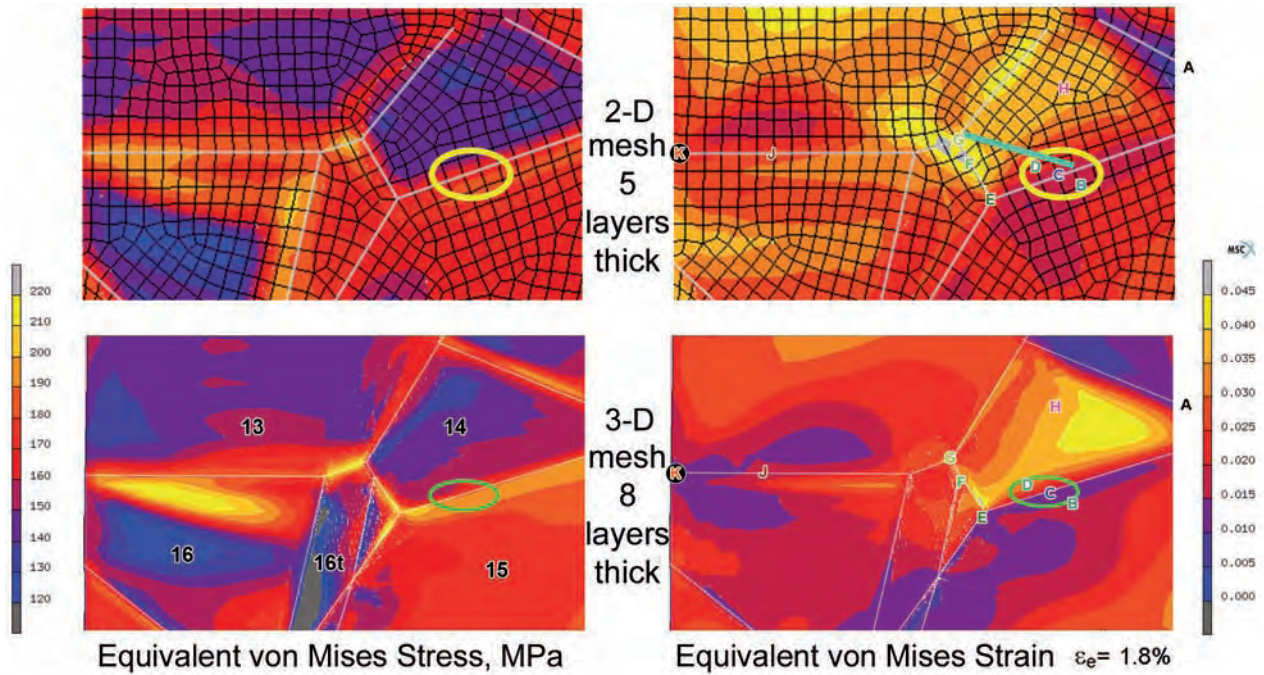 A
H
2-D
mesh
5
layers
thick
K
J
G
F
D
C
B
E
MSC X
220
210
200
190
180
170
160
150
140
130
120
0.045
0.040
0.035
0.030
0.025
0.020
0.015
0.010
0.005
0.000
13
14
16
16t
15
3-D
mesh
8
layers
thick
A
H
G
K
J
F
D
C
B
E
Equivalent von Mises Stress, MPa
Equivalent von Mises Strain εe= 1.8%